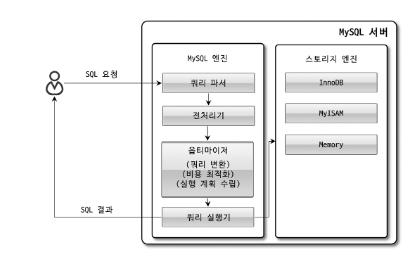 MySQL 서버
MySQL 엔진
스토리지 엔진
SQL 요청
쿼리 파서
InnoDB
전처리기
MyISAM
옵티마이저
(쿼리 변환)
(비용 최적화)
(실행 계획 수립)
Memory
SQL 결과
쿼리 실행기